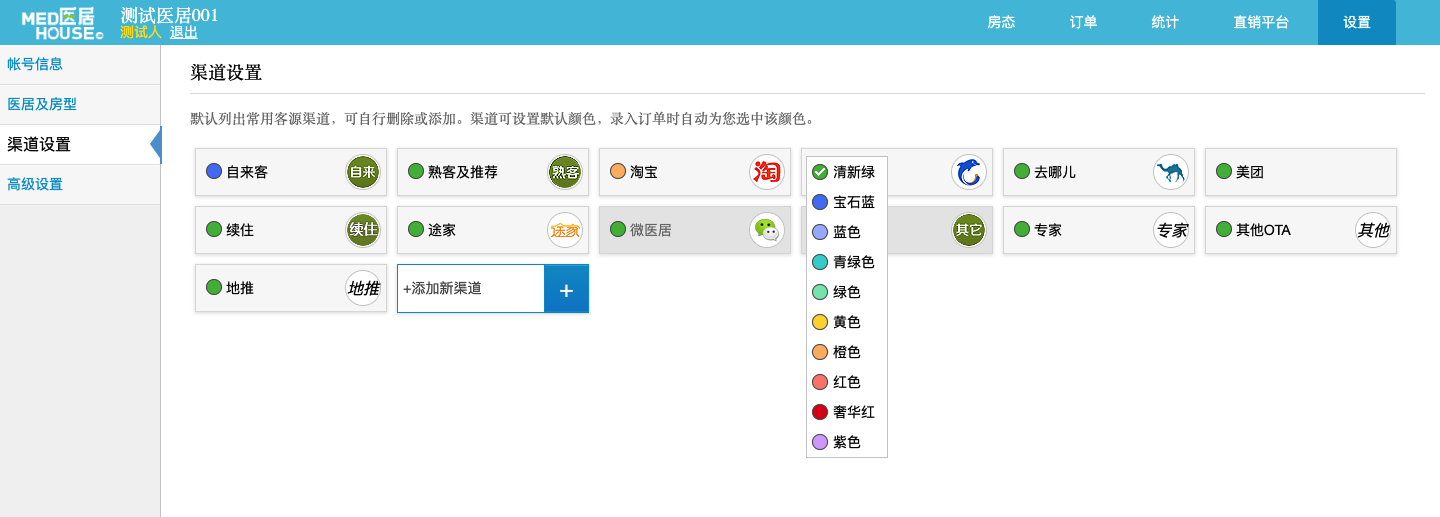 MED医居
HOUSE
测试医居001
测试人 退出
房态 订单 统计 直销平台 设置
帐号信息
医居及房型
渠道设置
高级设置
渠道设置
默认列出常用客源渠道，可自行删除或添加。渠道可设置默认颜色，录入订单时自动为您选中该颜色。
自来客 自来 熟客及推荐 熟客 淘宝 淘 去哪儿 美团
续住 续住 途家 途家 微医居 其它 专家 专家 其他OTA 其他
地推 地推 +添加新渠道 +
清新绿
宝石蓝
蓝色
青绿色
绿色
黄色
橙色
红色
奢华红
紫色